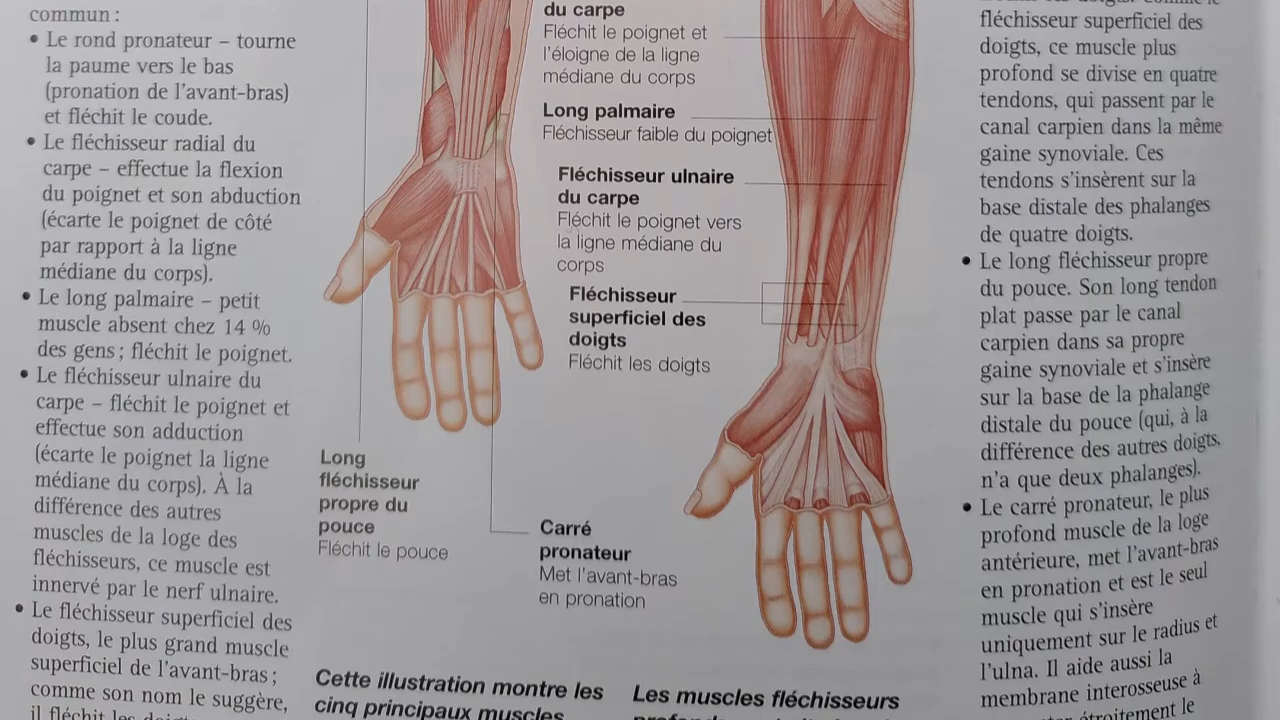 commun :
• Le rond pronateur – tourne
la paume vers le bas
(pronation de l'avant-bras)
et fléchit le coude.
• Le fléchisseur radial du
carpe – effectue la flexion
du poignet et son abduction
(écarte le poignet de côté
par rapport à la ligne
médiane du corps).
• Le long palmaire – petit
muscle absent chez 14 %
des gens ; fléchit le poignet.
• Le fléchisseur ulnaire du
carpe – fléchit le poignet et
effectue son adduction
(écarte le poignet la ligne
médiane du corps). À la
différence des autres
muscles de la loge des
fléchisseurs, ce muscle est
innervé par le nerf ulnaire.
• Le fléchisseur superficiel des
doigts, le plus grand muscle
superficiel de l'avant-bras ;
comme son nom le suggère,
il fléchit les
du carpe
Fléchit le poignet et
l'éloigne de la ligne
médiane du corps
Long palmaire
Fléchisseur faible du poignet
Fléchisseur ulnaire
du carpe
Fléchit le poignet vers
la ligne médiane du
corps
Fléchisseur
superficiel des
doigts
Fléchit les doigts
Long
fléchisseur
propre du
pouce
Fléchit le pouce
Carré
pronateur
Met l'avant-bras
en pronation
Cette illustration montre les
cinq principaux muscles
Les muscles fléchisseurs
fléchisseur superficiel des
doigts, ce muscle plus
profond se divise en quatre
tendons, qui passent par le
canal carpien dans la même
gaine synoviale. Ces
tendons s'insèrent sur la
base distale des phalanges
de quatre doigts.
• Le long fléchisseur propre
du pouce. Son long tendon
plat passe par le canal
carpien dans sa propre
gaine synoviale et s'insère
sur la base de la phalange
distale du pouce (qui, à la
différence des autres doigts,
n'a que deux phalanges).
• Le carré pronateur, le plus
profond muscle de la loge
antérieure, met l'avant-bras
en pronation et est le seul
muscle qui s'insère
uniquement sur le radius et
l'ulna. Il aide aussi la
membrane interosseuse à
étroitement le